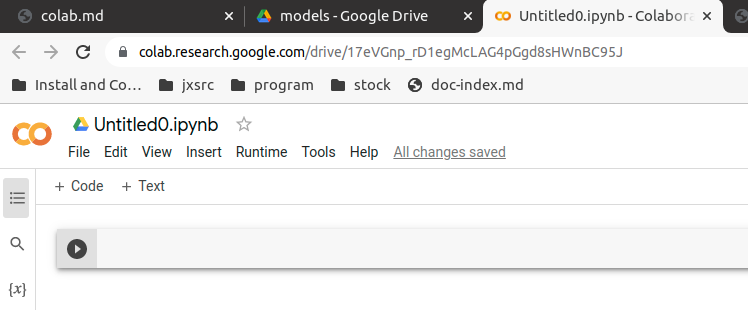 colab.md models - Google Drive Untitled0.ipynb - Colabora
colab.research.google.com/drive/17eVGnp_rD1egMcLAG4pGgd8sHWnBC95J
Install and Co... jxsrc program stock doc-index.md
Untitled0.ipynb
File Edit View Insert Runtime Tools Help All changes saved
+ Code + Text
{x}